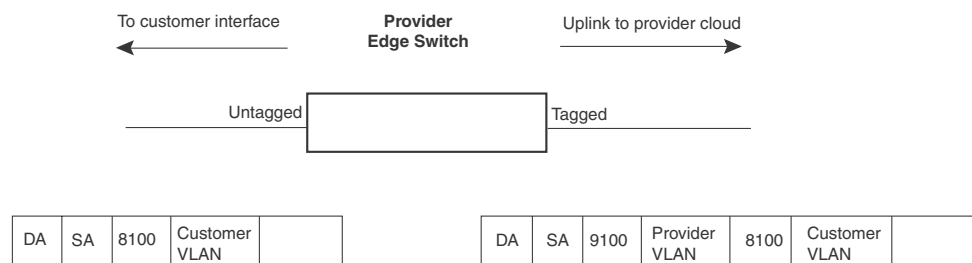 To customer interface
Provider
Edge Switch
Uplink to provider cloud
Untagged
Tagged
DA SA 8100 Customer VLAN
DA SA 9100 Provider VLAN 8100 Customer VLAN